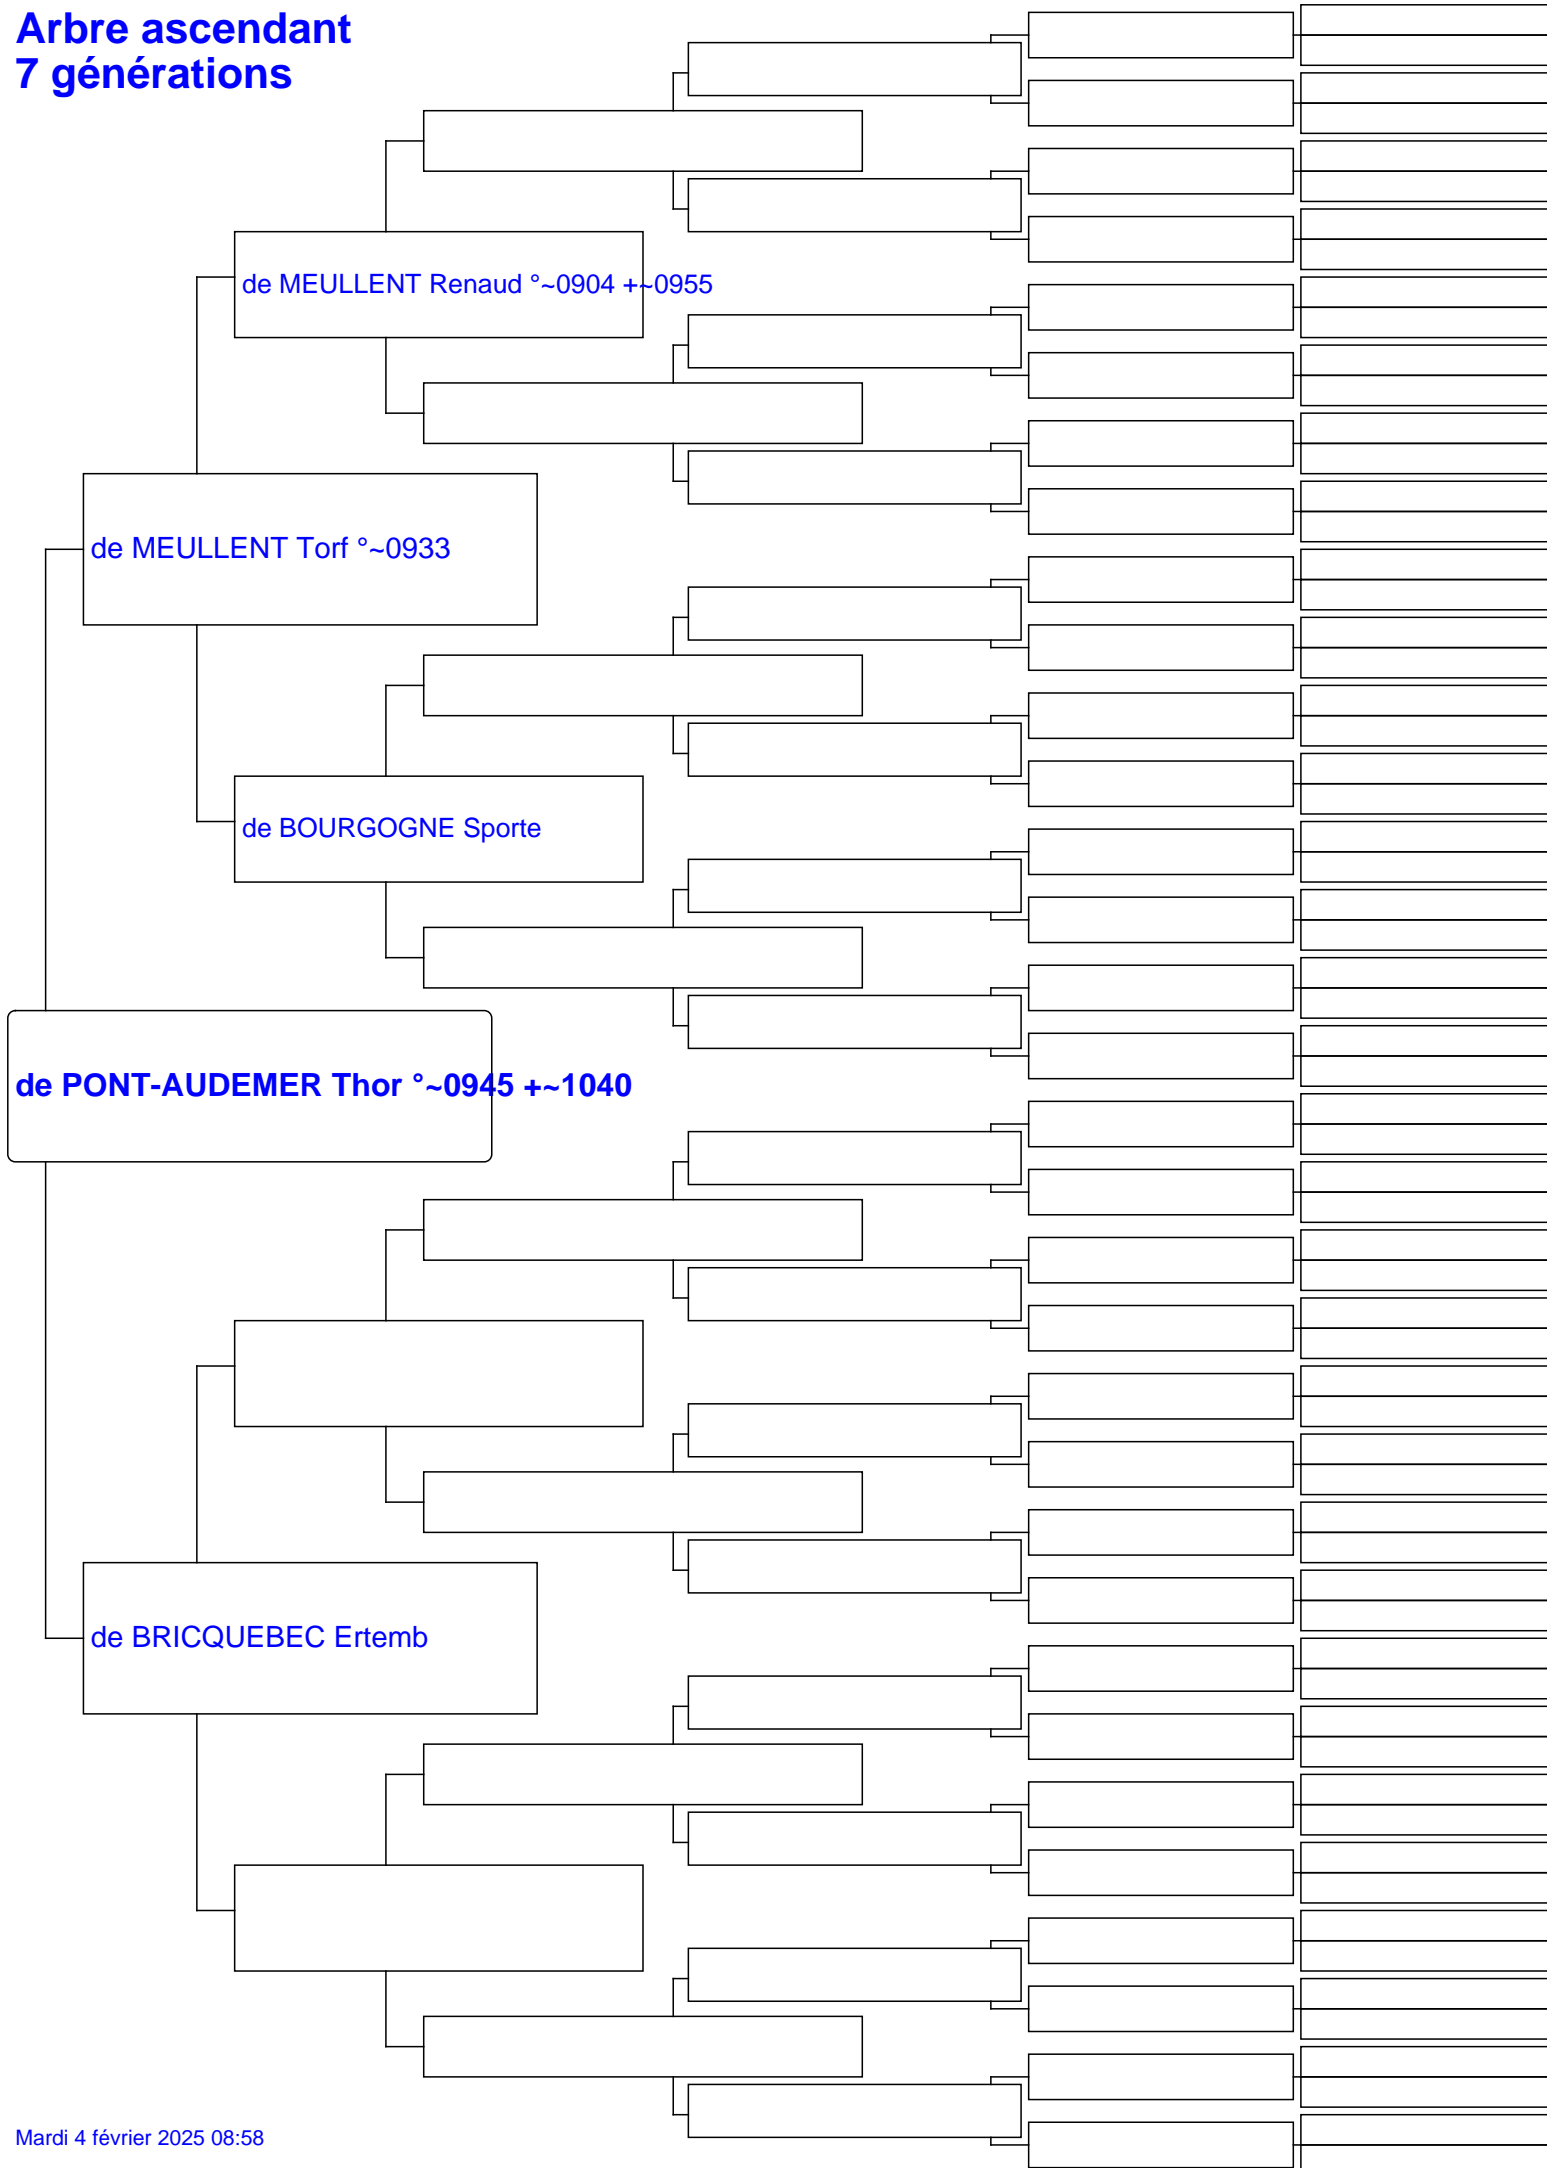 Arbre ascendant
7 générations
de MEULLENT Renaud °~0904 +~0955
de MEULLENT Torf °~0933
de BOURGOGNE Sporte
de PONT-AUDEMER Thor °~0945 +~1040
de BRICQUEBEC Ertemb
Mardi 4 février 2025 08:58